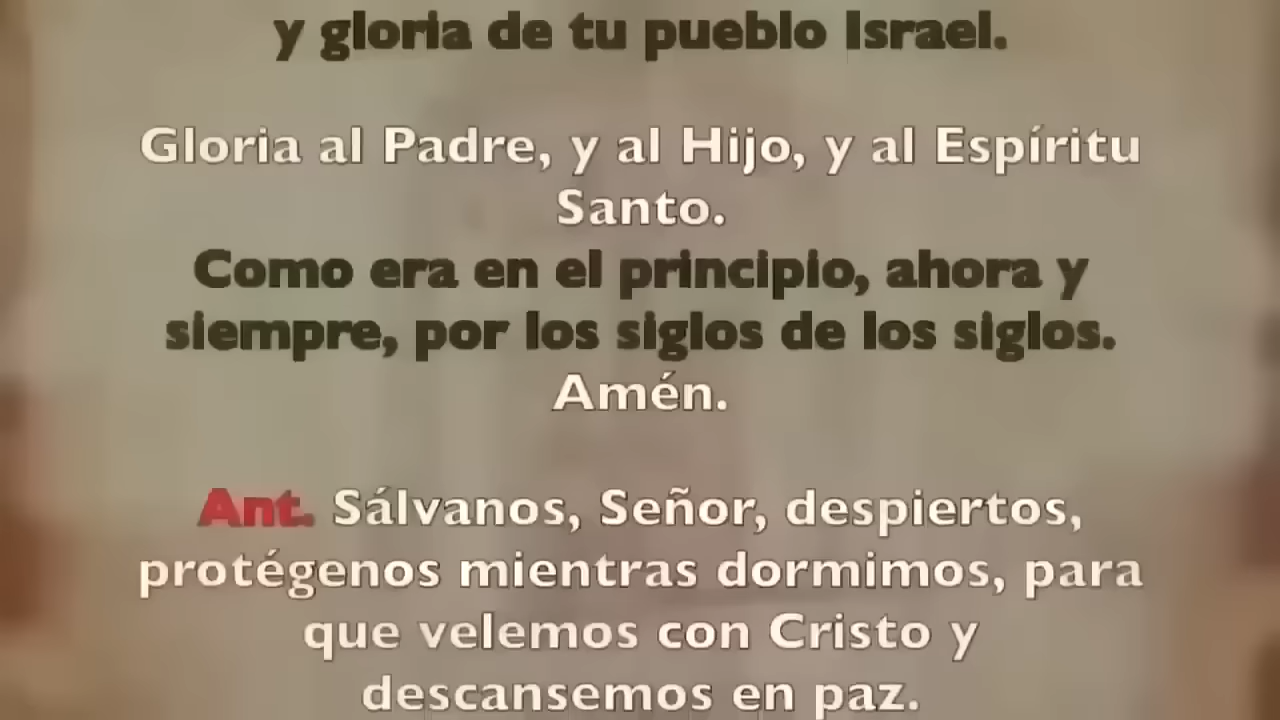 y gloria de tu pueblo Israel.
Gloria al Padre, y al Hijo, y al Espíritu
Santo.
Como era en el principio, ahora y
siempre, por los siglos de los siglos.
Amén.
Ant. Sálvanos, Señor, despiertos,
protégenos mientras dormimos, para
que velemos con Cristo y
descansemos en paz.